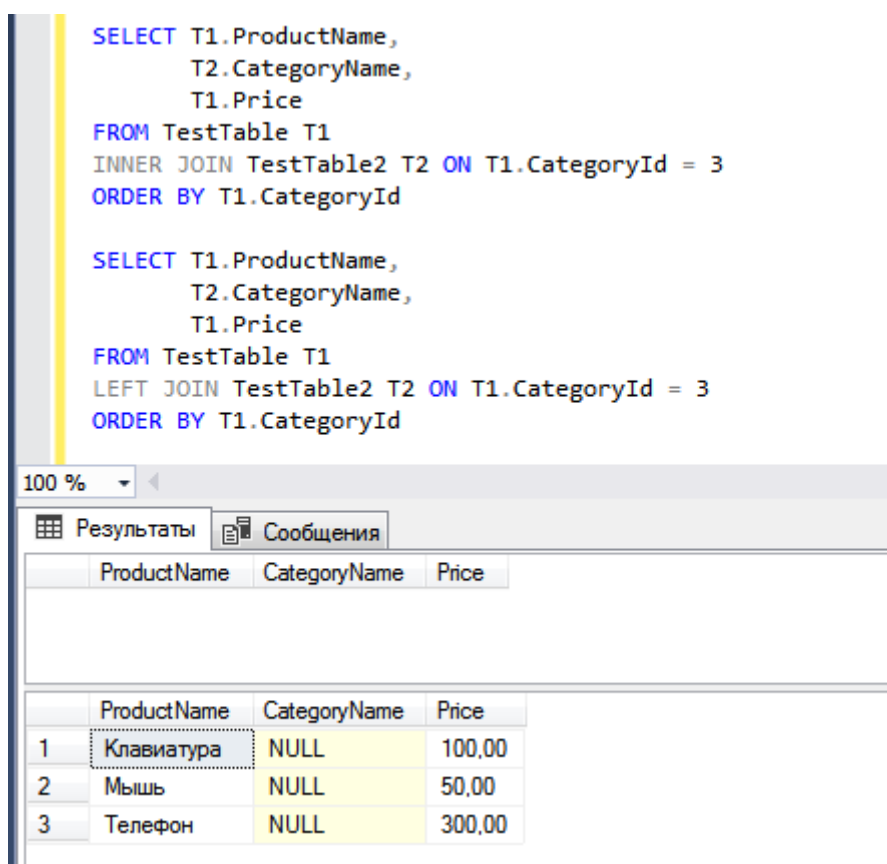 SELECT T1.ProductName,
T2.CategoryName,
T1.Price
FROM TestTable T1
INNER JOIN TestTable2 T2 ON T1.CategoryId = 3
ORDER BY T1.CategoryId
SELECT T1.ProductName,
T2.CategoryName,
T1.Price
FROM TestTable T1
LEFT JOIN TestTable2 T2 ON T1.CategoryId = 3
ORDER BY T1.CategoryId
100 %
Результаты Сообщения
ProductName CategoryName Price
ProductName CategoryName Price
1 Клавиатура NULL 100,00
2 Мышь NULL 50,00
3 Телефон NULL 300,00